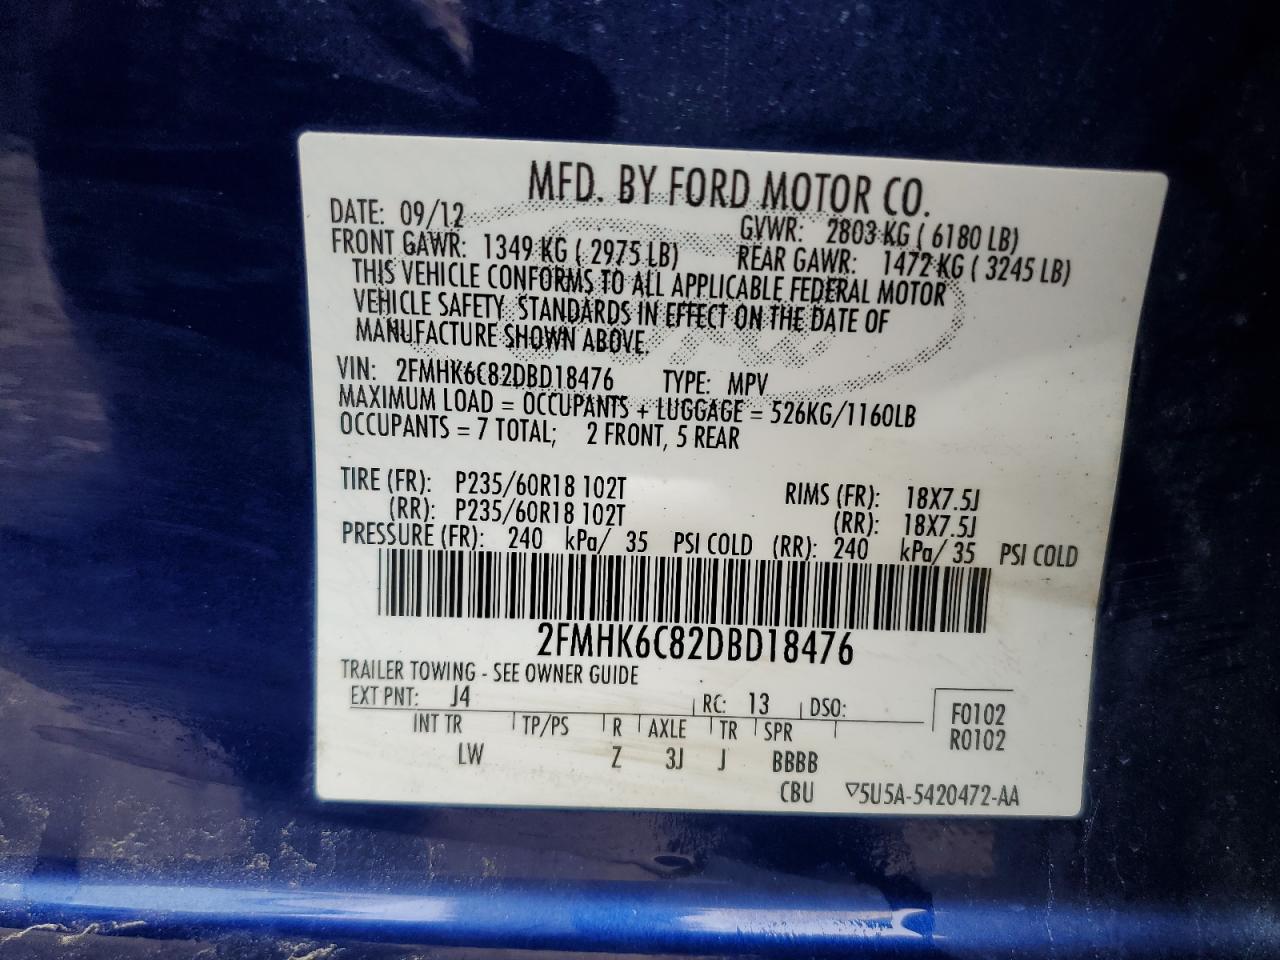 MFD. BY FORD MOTOR CO.
DATE: 09/12 GVWR: 2803 KG ( 6180 LB)
FRONT GAWR: 1349 KG ( 2975 LB) REAR GAWR: 1472 KG ( 3245 LB)
THIS VEHICLE CONFORMS TO ALL APPLICABLE FEDERAL MOTOR
VEHICLE SAFETY STANDARDS IN EFFECT ON THE DATE OF
MANUFACTURE SHOWN ABOVE.
VIN: 2FMHK6C82DBD18476 TYPE: MPV
MAXIMUM LOAD = OCCUPANTS + LUGGAGE = 526KG/1160LB
OCCUPANTS = 7 TOTAL; 2 FRONT, 5 REAR
TIRE (FR): P235/60R18 102T RIMS (FR): 18X7.5J
(RR): P235/60R18 102T (RR): 18X7.5J
PRESSURE (FR): 240 kPa/ 35 PSI COLD (RR): 240 kPa/ 35 PSI COLD
2FMHK6C82DBD18476
TRAILER TOWING - SEE OWNER GUIDE
EXT PNT: J4 RC: 13 DSO: F0102
INT TR TP/PS R AXLE TR SPR R0102
LW Z 3J J BBBB
CBU ▽5U5A-5420472-AA